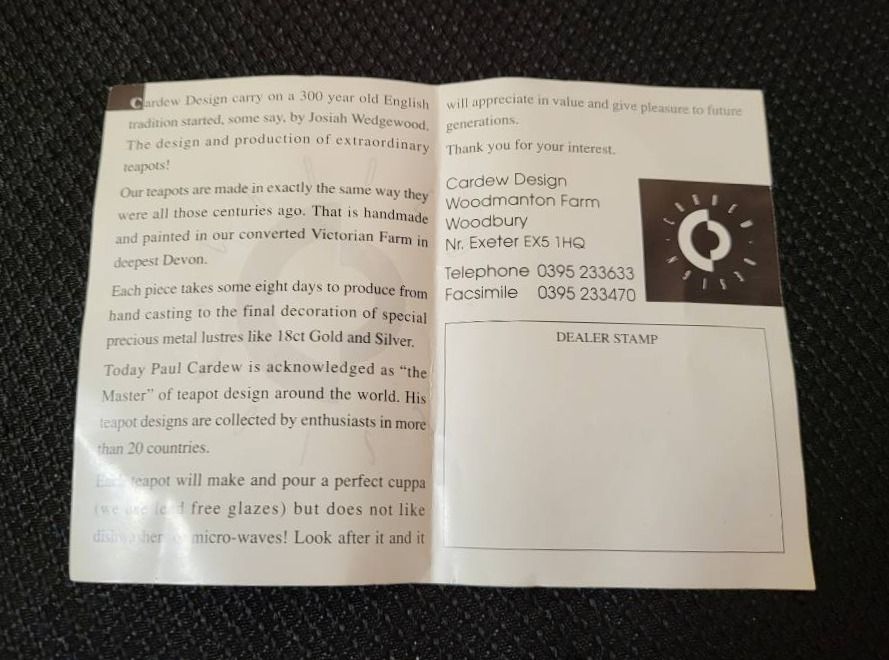 Cardew Design carry on a 300 year old English
tradition started, some say, by Josiah Wedgewood.
The design and production of extraordinary
teapots!
Our teapots are made in exactly the same way they
were all those centuries ago. That is handmade
and painted in our converted Victorian Farm in
deepest Devon.
Each piece takes some eight days to produce from
hand casting to the final decoration of special
precious metal lustres like 18ct Gold and Silver.
Today Paul Cardew is acknowledged as “the
Master” of teapot design around the world. His
teapot designs are collected by enthusiasts in more
than 20 countries.
Each teapot will make and pour a perfect cuppa
(we use lead free glazes) but does not like
dishwasher or micro-waves! Look after it and it
will appreciate in value and give pleasure to future
generations.
Thank you for your interest.
Cardew Design
Woodmanton Farm
Woodbury
Nr. Exeter EX5 1HQ
Telephone 0395 233633
Facsimile 0395 233470
CARDEW DESIGN
DEALER STAMP